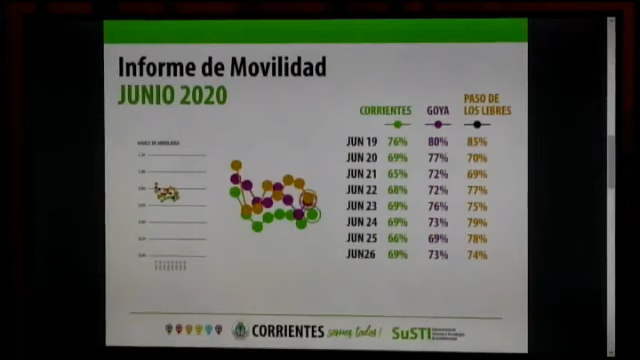 Informe de Movilidad
JUNIO 2020
CORRIENTES GOYA PASO DE LOS LIBRES
JUN 19 76% 80% 85%
JUN 20 69% 77% 70%
JUN 21 65% 72% 69%
JUN 22 68% 72% 77%
JUN 23 69% 76% 75%
JUN 24 69% 73% 79%
JUN 25 66% 69% 78%
JUN26 69% 73% 74%
CORRIENTES somos todos! SuSTI